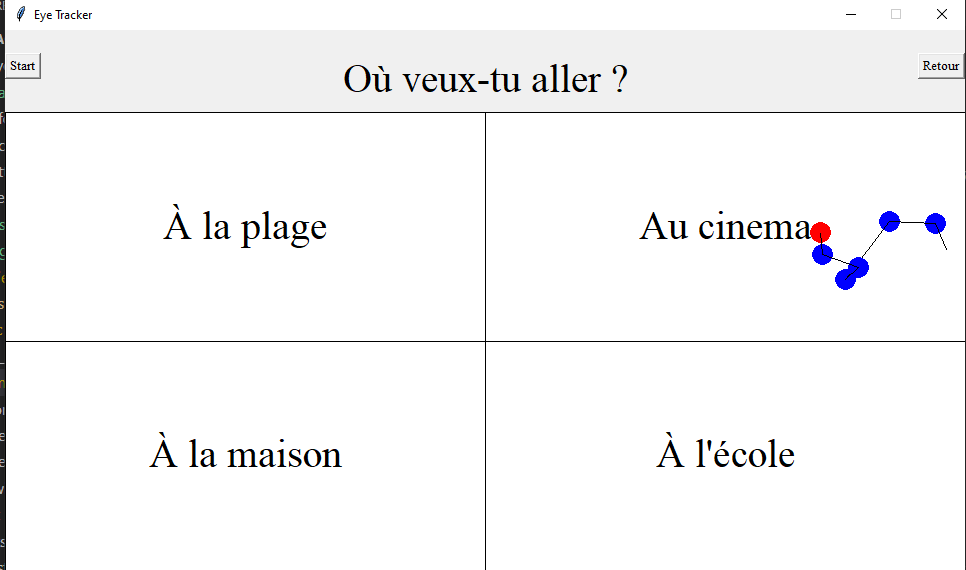 Eye Tracker
Start
Où veux-tu aller ?
Retour
À la plage
Au cinema
À la maison
À l'école